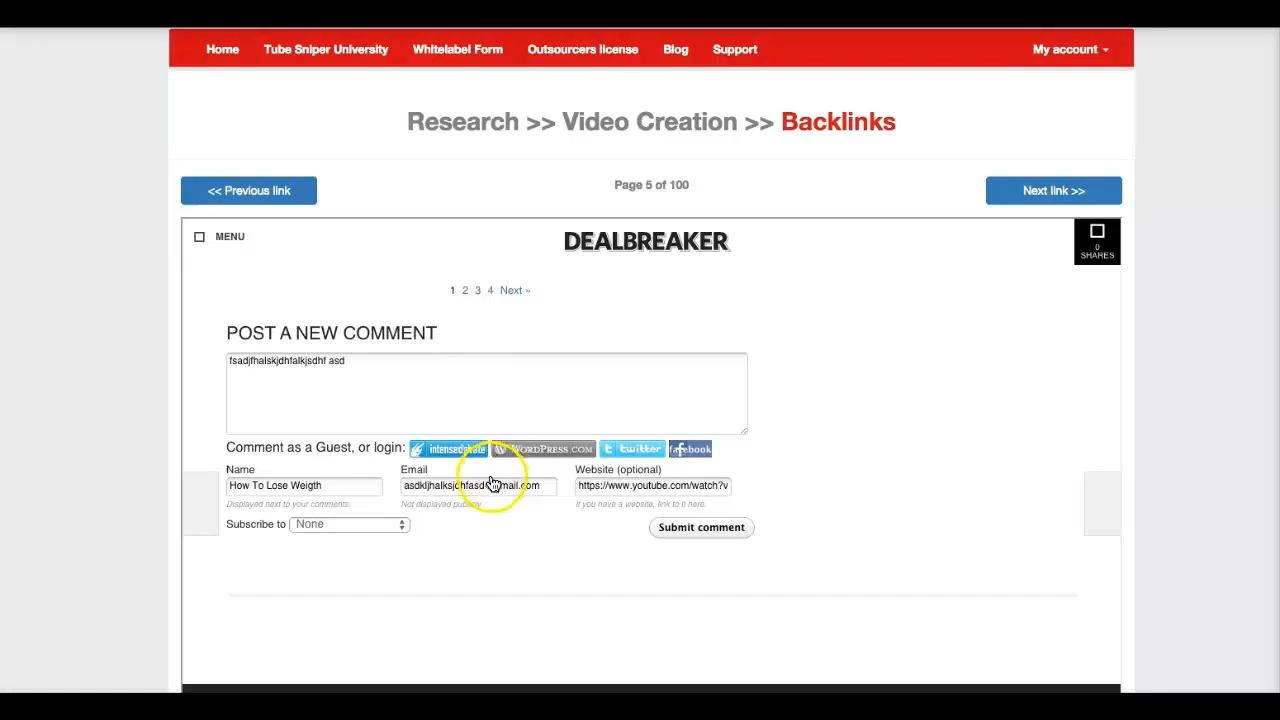 Home Tube Sniper University Whitelabel Form Outsourcers license Blog Support My account
Research >> Video Creation >> Backlinks
<< Previous link Page 5 of 100 Next link >>
MENU DEALBREAKER 0 SHARES
1 2 3 4 Next »
POST A NEW COMMENT
fsadjfhalskjdhfalkjsdhf asd
Comment as a Guest, or login: intensedebate WORDPRESS.COM twitter facebook
Name Email Website (optional)
How To Lose Weigth https://www.youtube.com/watch?v
Displayed next to your comments. Not displayed publicly. If you have a website, link to it here.
Subscribe to None Submit comment